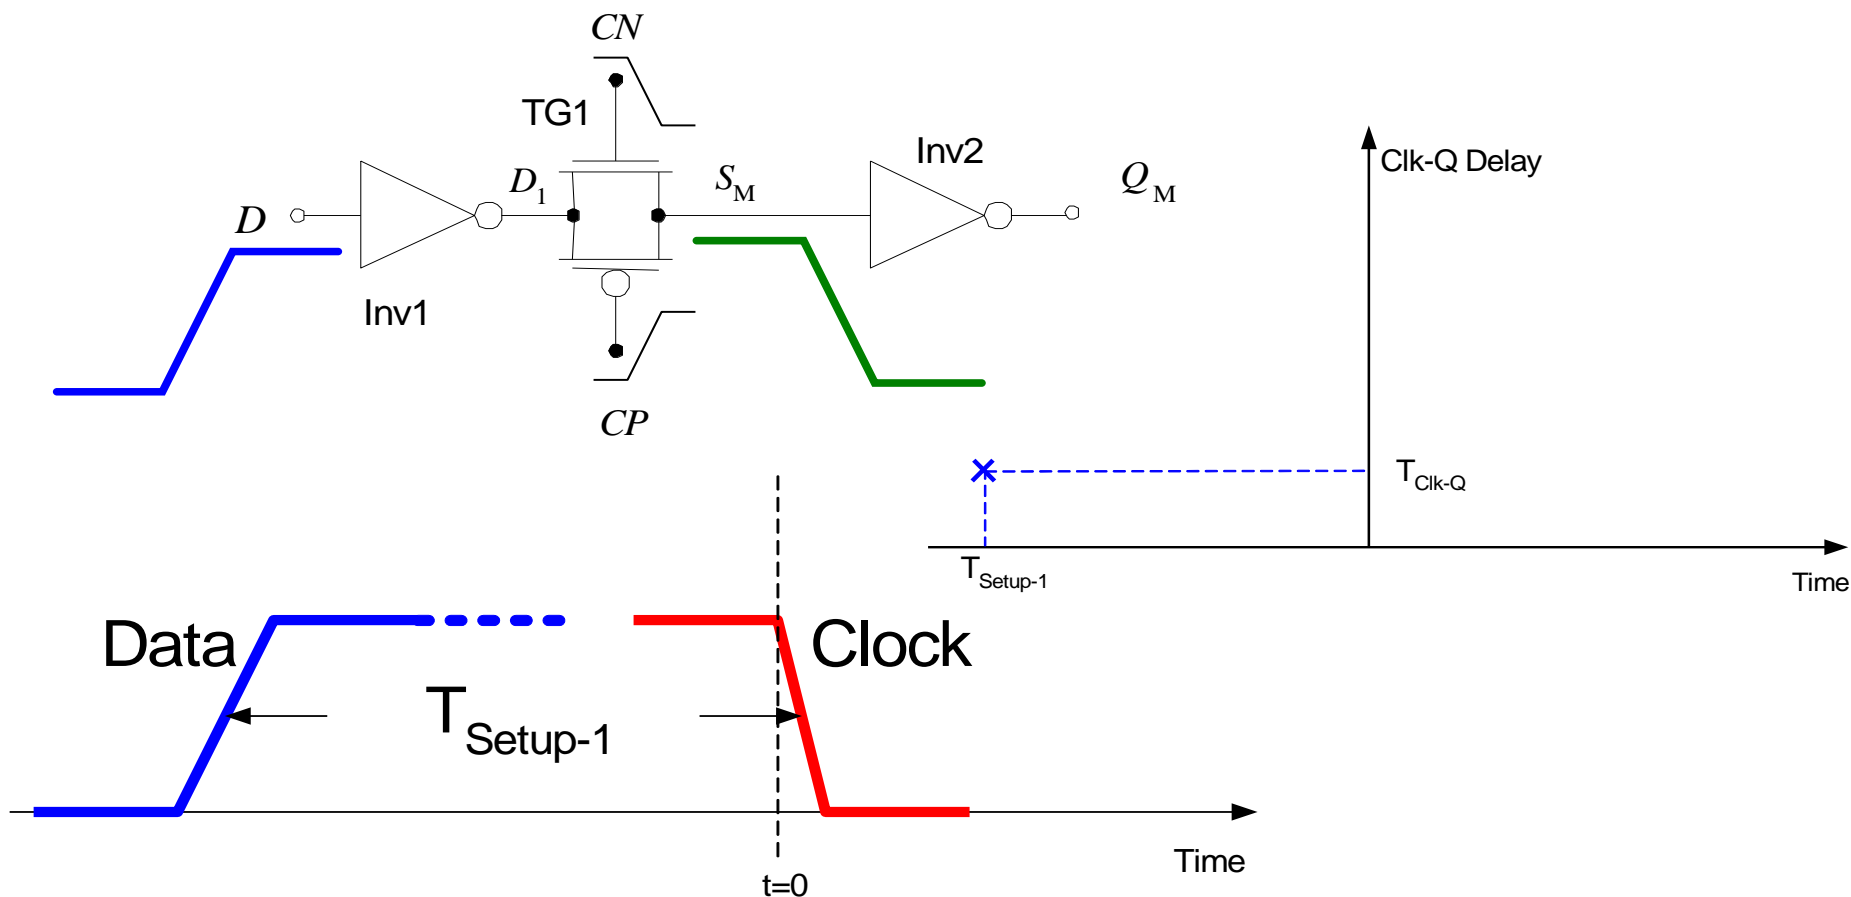 CN
TG1
Inv2
Clk-Q Delay
D
D1
SM
QM
Inv1
CP
TClk-Q
TSetup-1
Time
Data
Clock
TSetup-1
Time
t=0